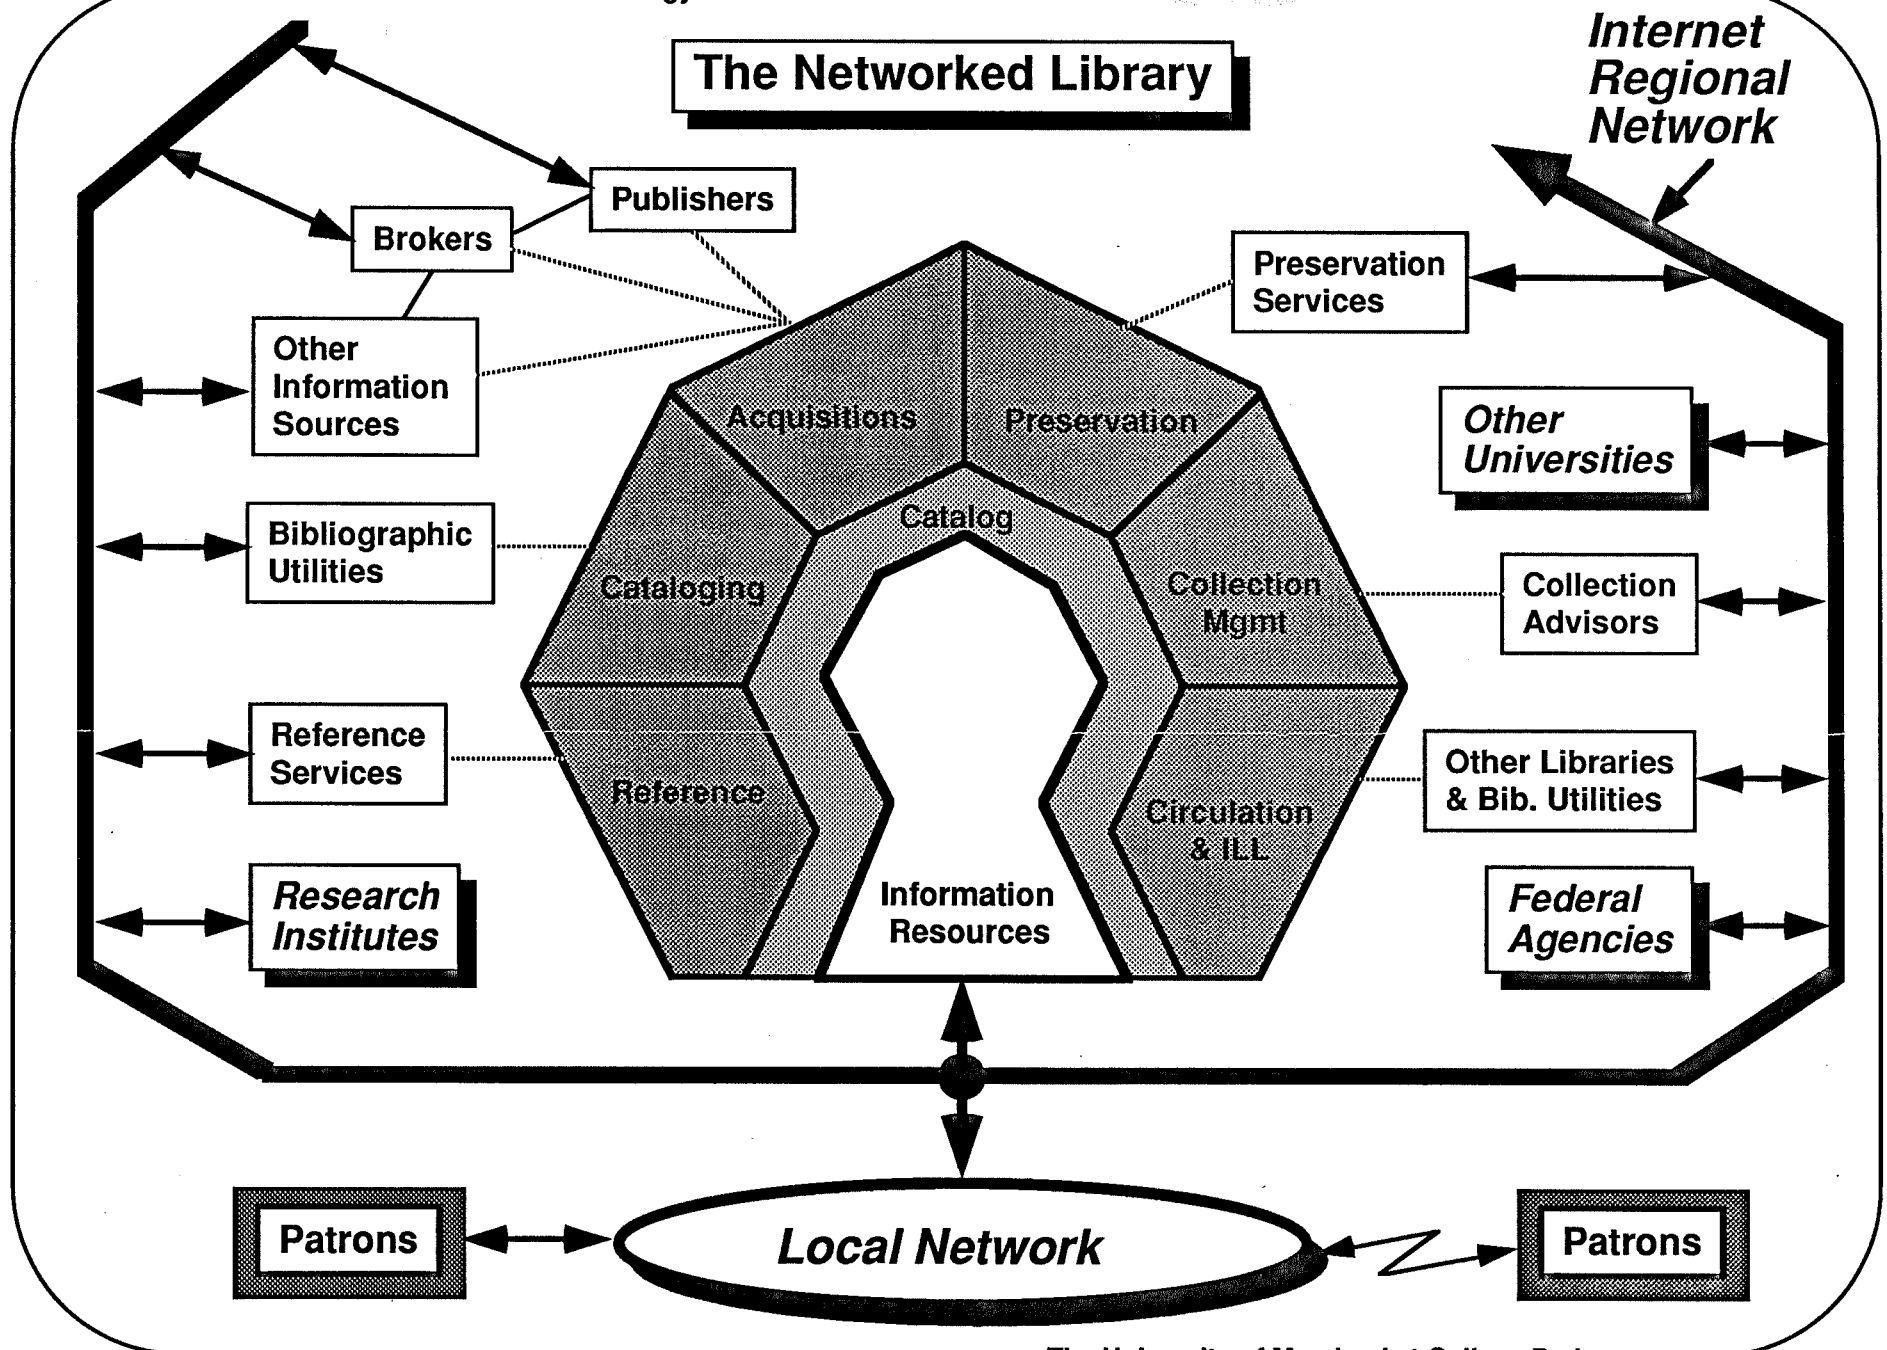 The Networked Library
Internet
Regional
Network
Publishers
Brokers
Preservation
Services
Other
Information
Sources
Acquisitions
Preservation
Other
Universities
Catalog
Bibliographic
Utilities
Cataloging
Collection
Mgmt
Collection
Advisors
Reference
Services
Reference
Other Libraries
& Bib. Utilities
Circulation
& ILL
Research
Institutes
Information
Resources
Federal
Agencies
Patrons
Local Network
Patrons